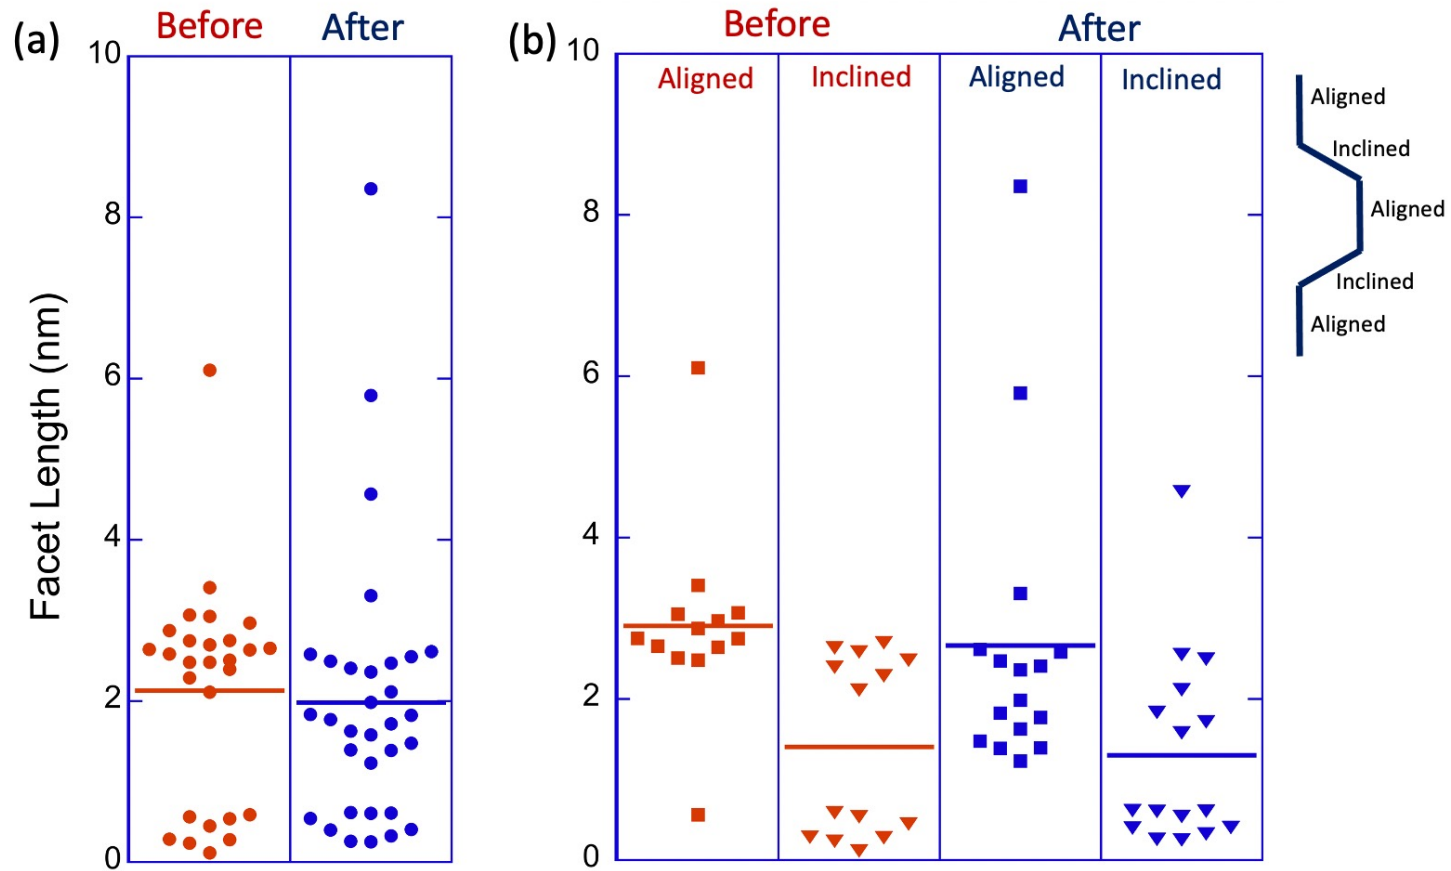 (a) Before After
10
8
6
4
2
0
Facet Length (nm)
(b) Before After
10
Aligned Inclined Aligned Inclined
8
6
4
2
0
Aligned
Inclined
Aligned
Inclined
Aligned